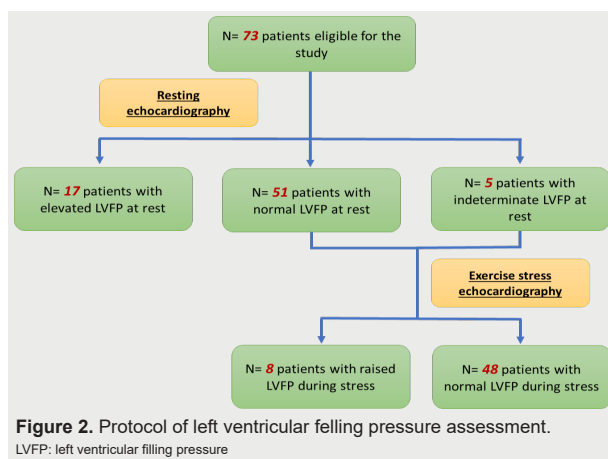 N= 73 patients eligible for the
study
Resting
echocardiography
N= 17 patients with
elevated LVFP at rest
N= 51 patients with
normal LVFP at rest
N= 5 patients with
indeterminate LVFP at
rest
Exercise stress
echocardiography
N= 8 patients with raised
LVFP during stress
N= 48 patients with
normal LVFP during stress
Figure 2. Protocol of left ventricular felling pressure assessment.
LVFP: left ventricular filling pressure